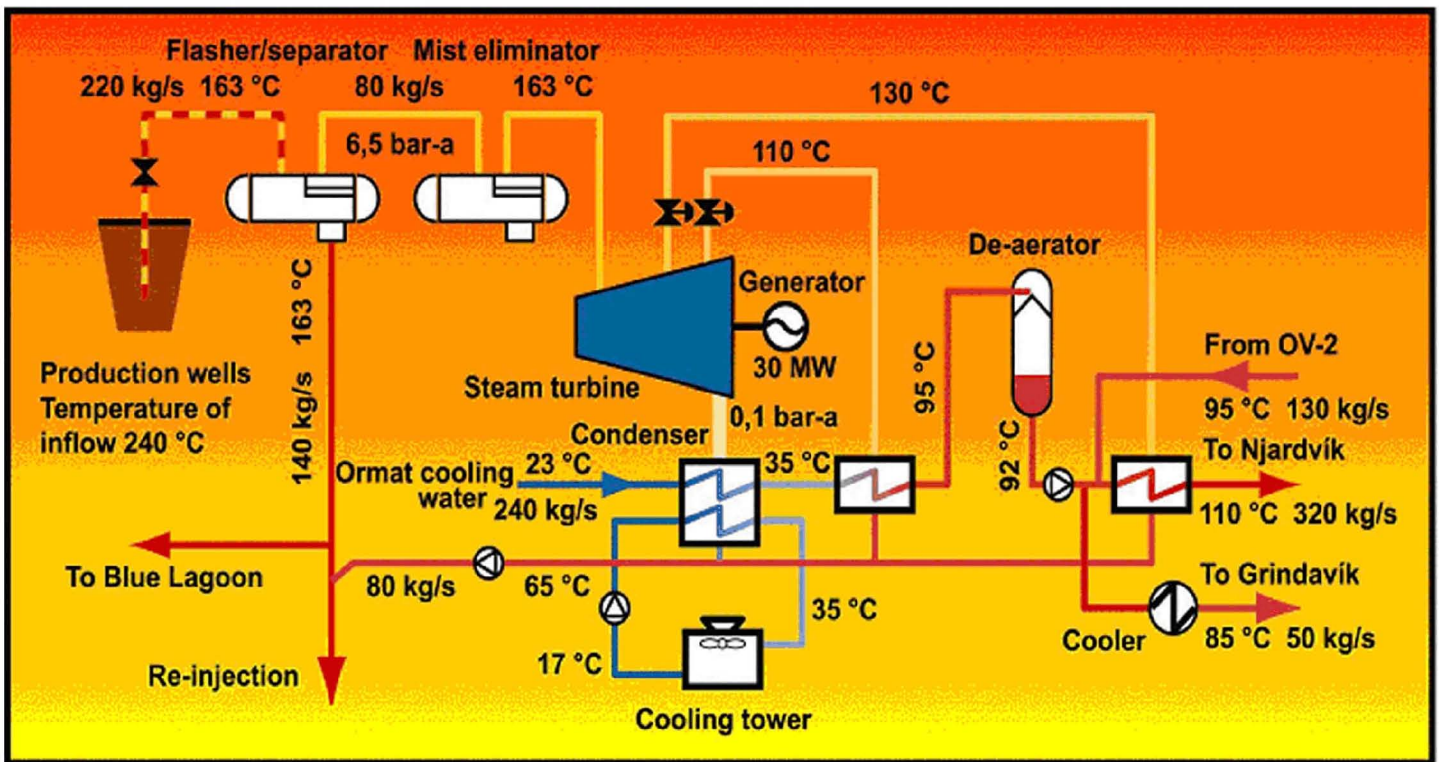 Flasher/separator
220 kg/s 163 °C
80 kg/s
Mist eliminator
163 °C
6,5 bar-a
130 °C
110 °C
De-aerator
Generator
30 MW
Steam turbine
0,1 bar-a
Production wells
Temperature of
inflow 240 °C
140 kg/s 163 °C
95 °C
92 °C
From OV-2
95 °C 130 kg/s
To Njardvík
110 °C 320 kg/s
Condenser
Ormat cooling
water
23 °C
240 kg/s
35 °C
To Blue Lagoon
80 kg/s
65 °C
35 °C
To Grindavík
85 °C 50 kg/s
Cooler
Re-injection
17 °C
Cooling tower